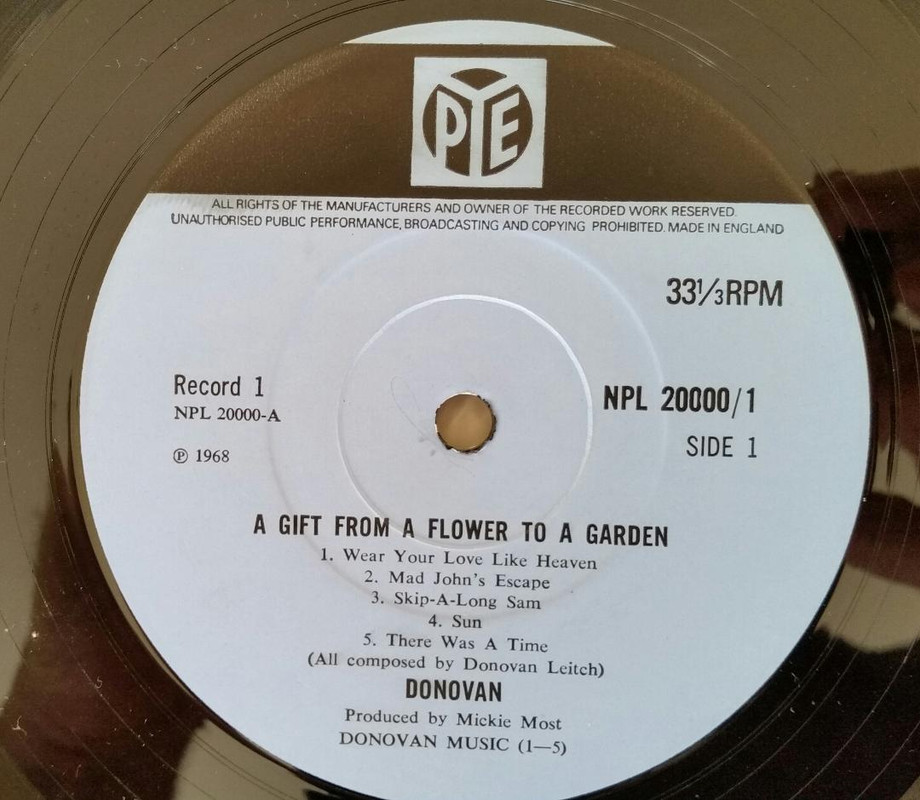 PYE
ALL RIGHTS OF THE MANUFACTURERS AND OWNER OF THE RECORDED WORK RESERVED.
UNAUTHORISED PUBLIC PERFORMANCE, BROADCASTING AND COPYING PROHIBITED. MADE IN ENGLAND
33⅓RPM
Record 1
NPL 20000-A
℗ 1968
NPL 20000/1
SIDE 1
A GIFT FROM A FLOWER TO A GARDEN
1. Wear Your Love Like Heaven
2. Mad John's Escape
3. Skip-A-Long Sam
4. Sun
5. There Was A Time
(All composed by Donovan Leitch)
DONOVAN
Produced by Mickie Most
DONOVAN MUSIC (1—5)